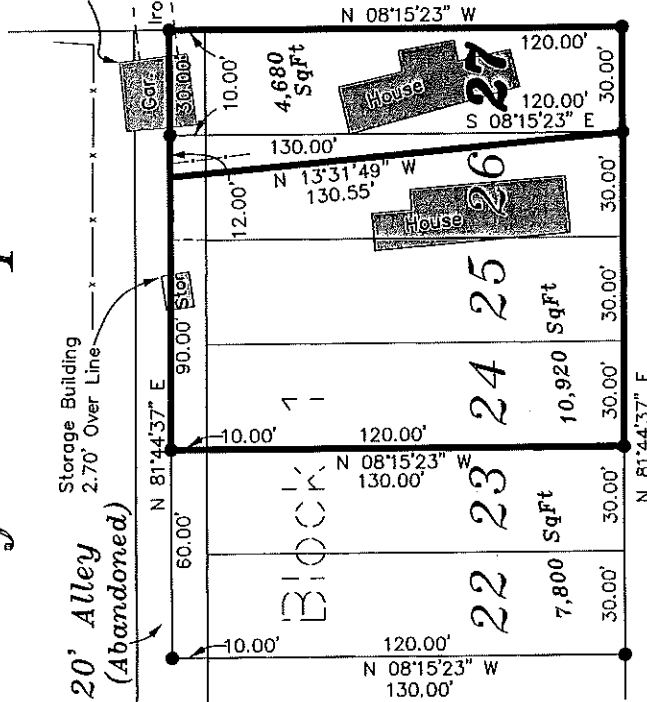 N 08°15'23" W
Iro
120.00'
Gar.
30.00'
10.00'
4,680
SqFt
House
27
30.00'
120.00'
S 08°15'23" E
130.00'
N 13°31'49" W
130.55'
12.00'
26
House
30.00'
Storage Building
2.70' Over Line
Stor
25
30.00'
90.00'
N 81°44'37" E
24
10,920 SqFt
30.00'
10.00'
120.00'
N 08°15'23" W
130.00'
20' Alley
(Abandoned)
60.00'
Block 1
23
30.00'
22
7,800 SqFt
30.00'
10.00'
120.00'
N 08°15'23" W
130.00'
N 81°44'37" E